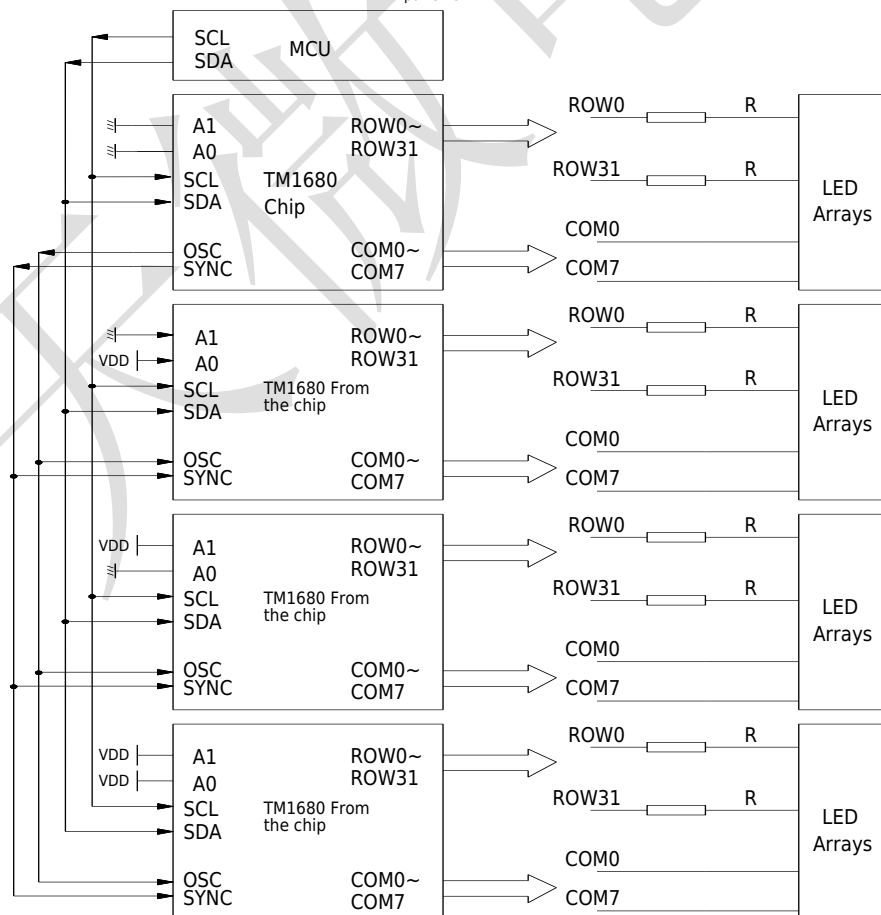 SCL
SDA
MCU
A1
A0
SCL
SDA
OSC
SYNC
TM1680
Chip
ROW0~
ROW31
COM0~
COM7
ROW0
R
ROW31
R
COM0
COM7
LED
Arrays
A1
VDD
A0
SCL
SDA
OSC
SYNC
TM1680 From
the chip
ROW0~
ROW31
COM0~
COM7
ROW0
R
ROW31
R
COM0
COM7
LED
Arrays
VDD
A1
A0
SCL
SDA
OSC
SYNC
TM1680 From
the chip
ROW0~
ROW31
COM0~
COM7
ROW0
R
ROW31
R
COM0
COM7
LED
Arrays
VDD
A1
VDD
A0
SCL
SDA
OSC
SYNC
TM1680 From
the chip
ROW0~
ROW31
COM0~
COM7
ROW0
R
ROW31
R
COM0
COM7
LED
Arrays